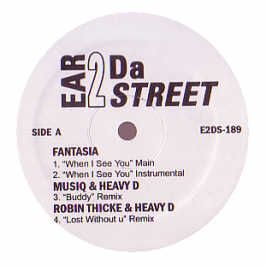 EAR 2 Da STREET
SIDE A E2DS-189
FANTASIA
1. "When I See You" Main
2. "When I See You" Instrumental
MUSIQ & HEAVY D
3. "Buddy" Remix
ROBIN THICKE & HEAVY D
4. "Lost Without u" Remix